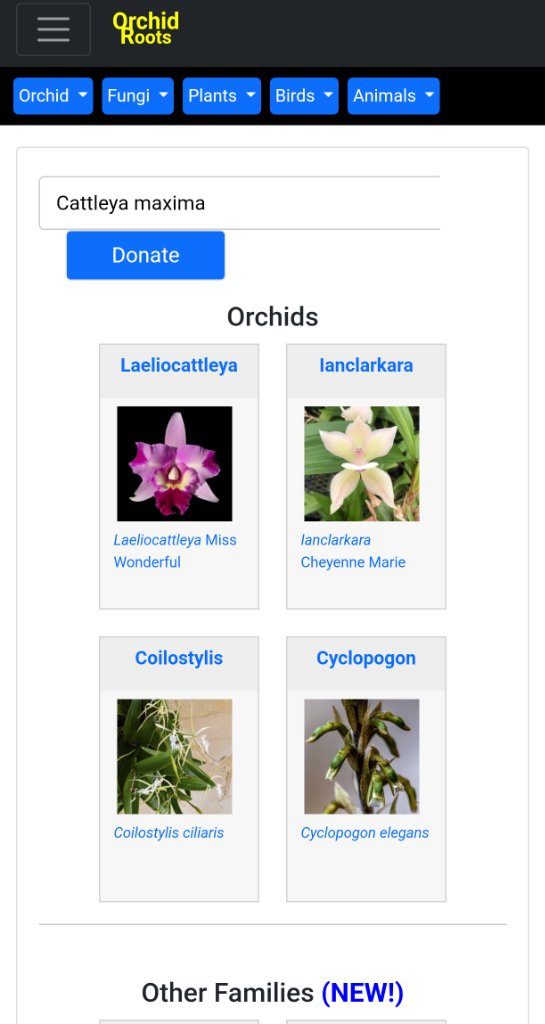 Orchid
Roots
Orchid
Fungi
Plants
Birds
Animals
Cattleya maxima
Donate
Orchids
Laeliocattleya
Ianclarkara
Laeliocattleya Miss
Wonderful
Ianclarkara
Cheyenne Marie
Coilostylis
Cyclopogon
Coilostylis ciliaris
Cyclopogon elegans
Other Families (NEW!)